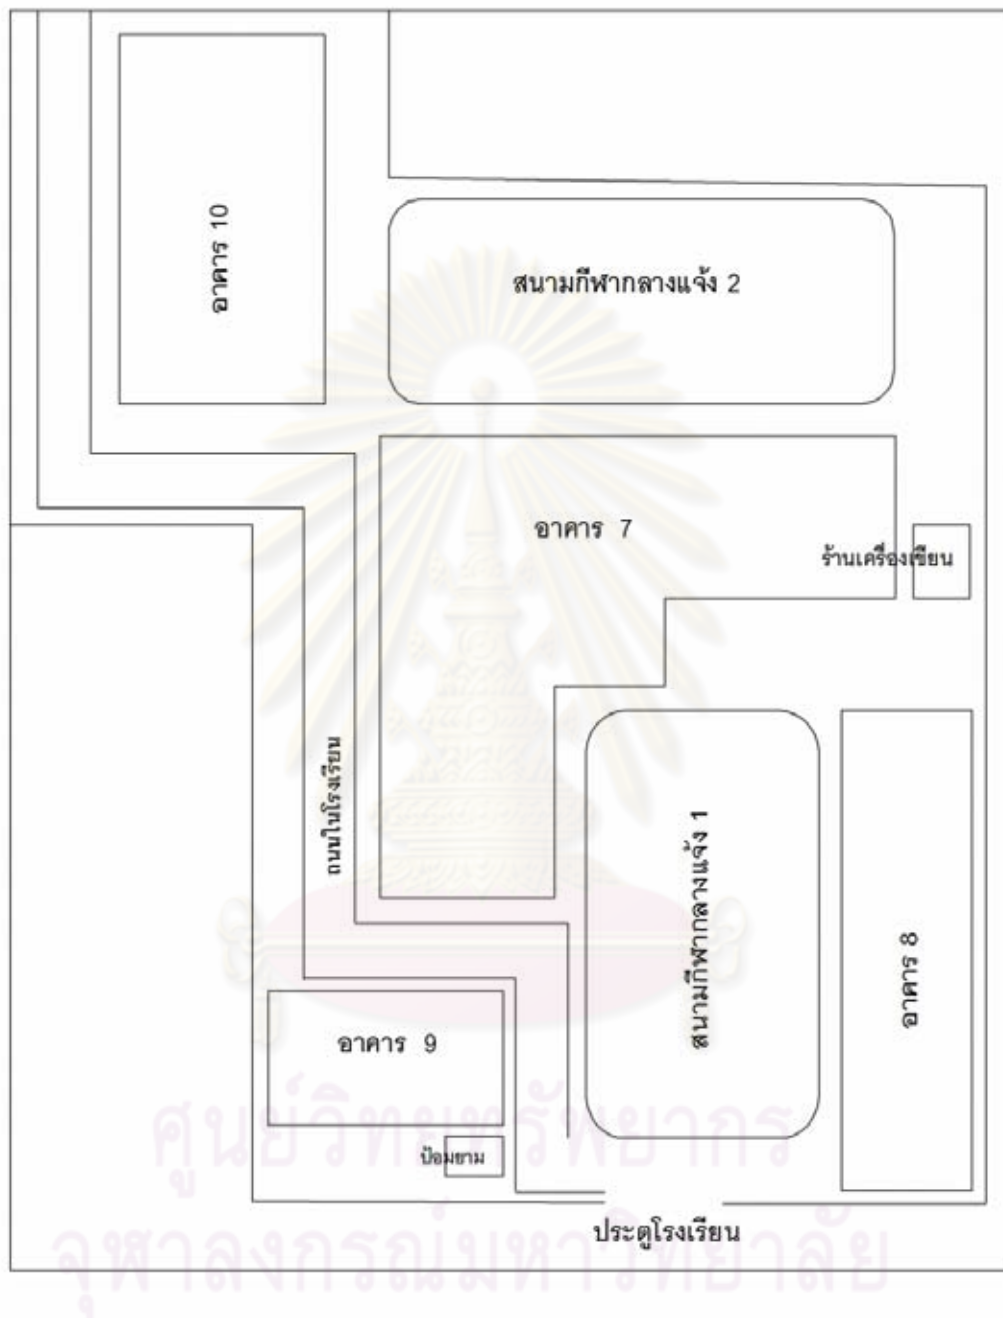 อาคาร 10
สนามกีฬากลางแจ้ง 2
อาคาร 7
ร้านเครื่องเขียน
ถนนในโรงเรียน
สนามกีฬากลางแจ้ง 1
อาคาร 8
อาคาร 9
ป้อมยาม
ประตูโรงเรียน
ศูนย์วิทยทรัพยากร
จุฬาลงกรณ์มหาวิทยาลัย